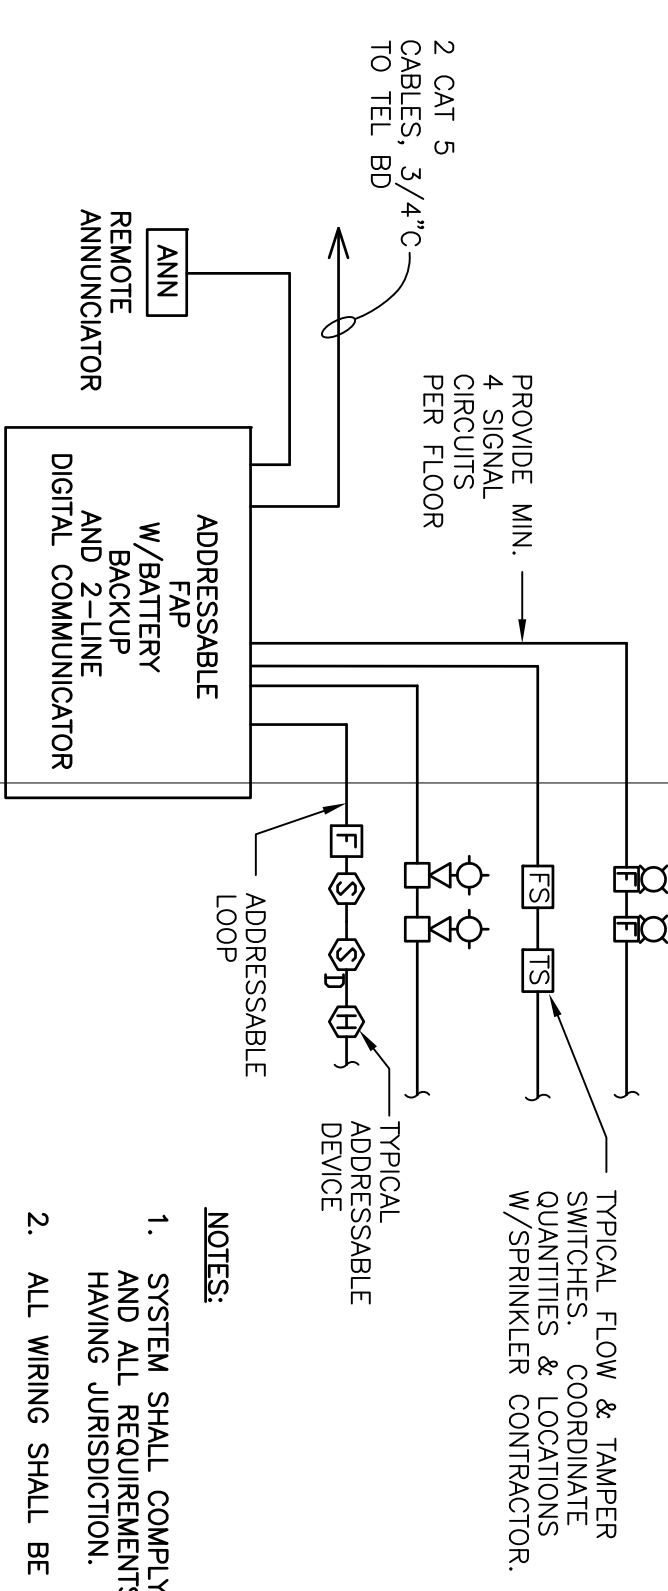 2 CAT 5
CABLES, 3/4"C
TO TEL BD
ANN
REMOTE
ANNUNCIATOR
PROVIDE MIN.
4 SIGNAL
CIRCUITS
PER FLOOR
ADDRESSABLE
FAP
W/BATTERY
BACKUP
AND 2-LINE
DIGITAL COMMUNICATOR
F
F
FS
TS
F
S
S
D
H
ADDRESSABLE
LOOP
TYPICAL
ADDRESSABLE
DEVICE
TYPICAL FLOW & TAMPER
SWITCHES. COORDINATE
QUANTITIES & LOCATIONS
W/SPRINKLER CONTRACTOR.
NOTES:
1. SYSTEM SHALL COMPLY
AND ALL REQUIREMENTS
HAVING JURISDICTION.
2. ALL WIRING SHALL BE